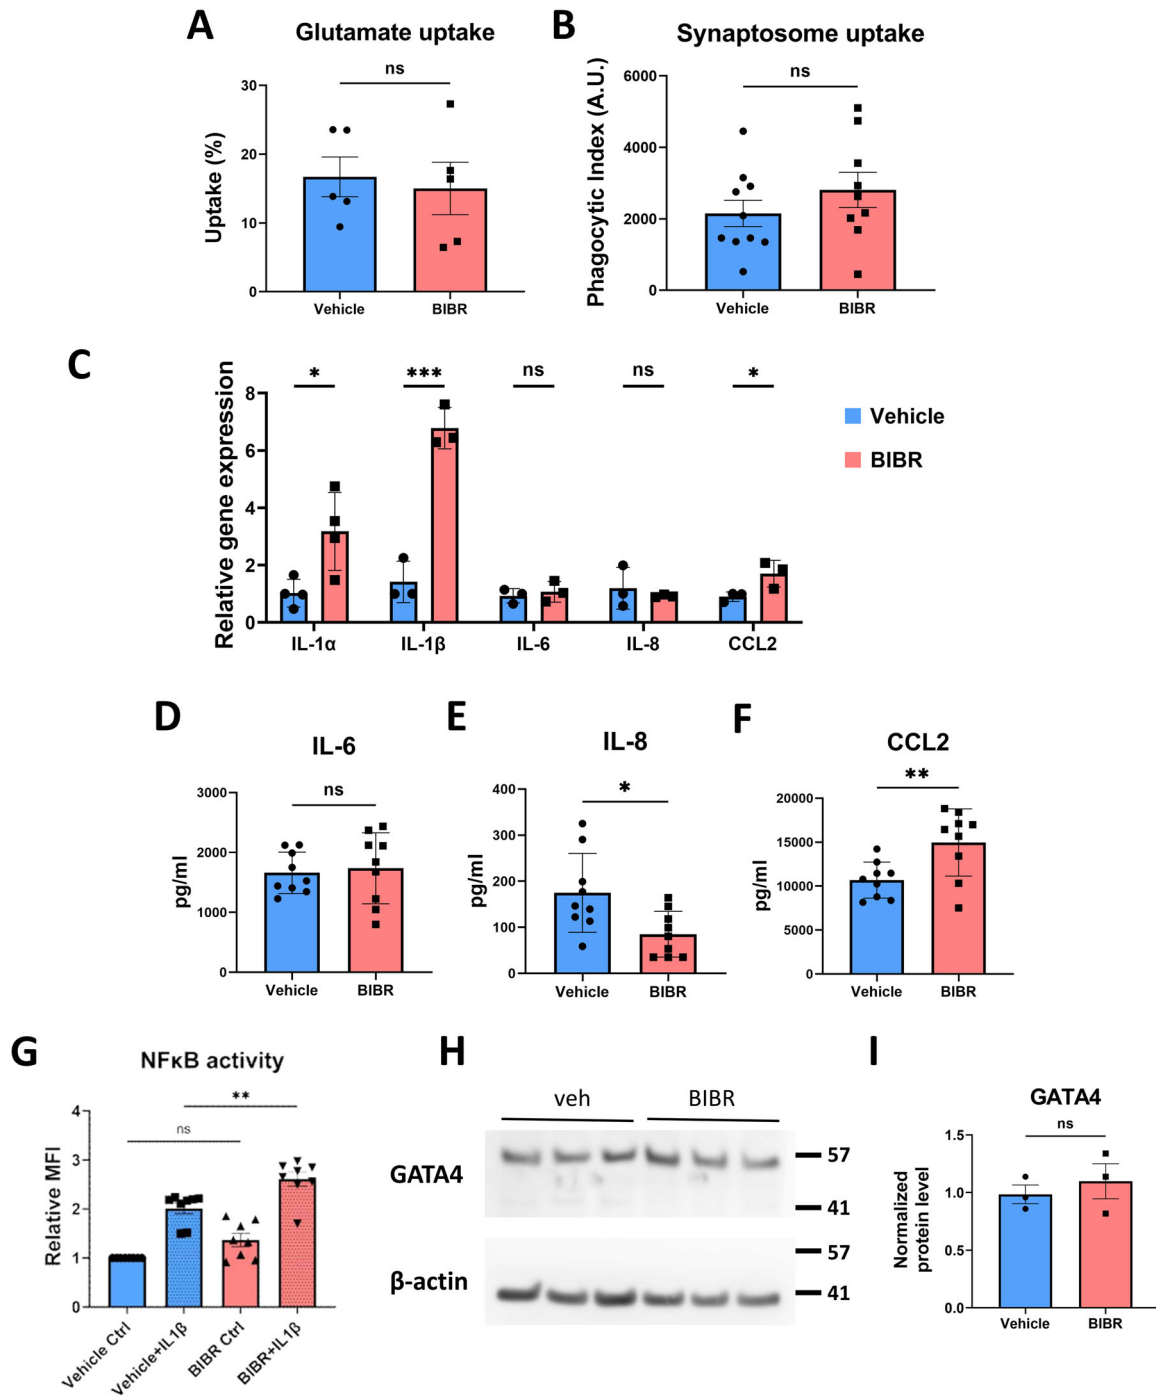 A
Glutamate uptake
ns
Uptake (%)
30
20
10
0
Vehicle
BIBR
B
Synaptosome uptake
ns
Phagocytic Index (A.U.)
6000
4000
2000
0
Vehicle
BIBR
C
Relative gene expression
8
6
4
2
0
*
***
ns
ns
*
IL-1α
IL-1β
IL-6
IL-8
CCL2
Vehicle
BIBR
D
IL-6
ns
pg/ml
3000
2000
1000
0
Vehicle
BIBR
E
IL-8
*
pg/ml
400
300
200
100
0
Vehicle
BIBR
F
CCL2
**
pg/ml
20000
15000
10000
5000
0
Vehicle
BIBR
G
NFκB activity
**
ns
Relative MFI
4
3
2
1
0
Vehicle Ctrl
Vehicle+IL1β
BIBR Ctrl
BIBR+IL1β
H
veh
BIBR
GATA4
57
41
β-actin
57
41
I
GATA4
ns
Normalized
protein level
1.5
1.0
0.5
0.0
Vehicle
BIBR